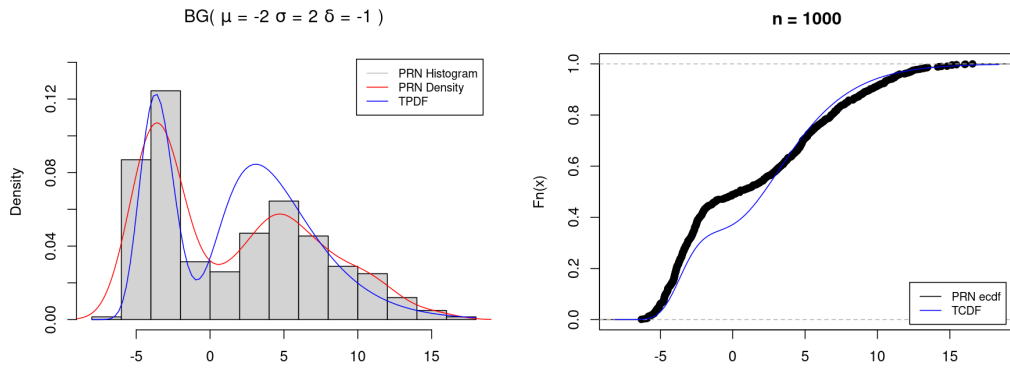 BG( μ = -2 σ = 2 δ = -1 )
Density
0.00 0.04 0.08 0.12
-5 0 5 10 15
PRN Histogram
PRN Density
TPDF
n = 1000
Fn(x)
0.0 0.2 0.4 0.6 0.8 1.0
-5 0 5 10 15
PRN ecdf
TCDF